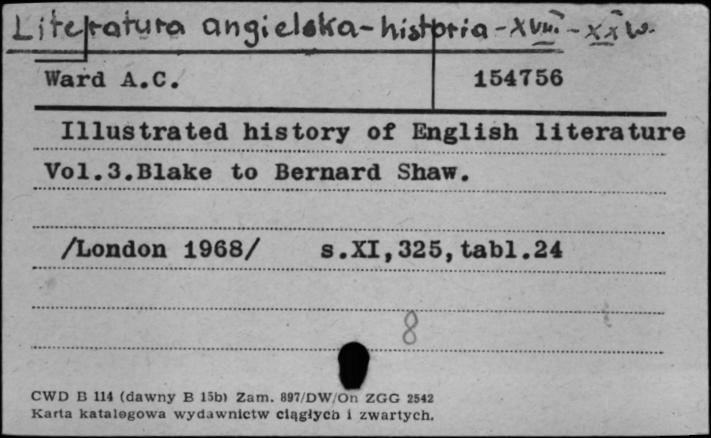 Literatura angielska - historia - XVIII - XX w.
Ward A.C. 154756
Illustrated history of English literature
Vol.3.Blake to Bernard Shaw.
/London 1968/ s.XI,325,tabl.24
8
CWD B 114 (dawny B 15b) Zam. 897/DW/On ZGG 2542
Karta katalogowa wydawnictw ciągłych i zwartych.